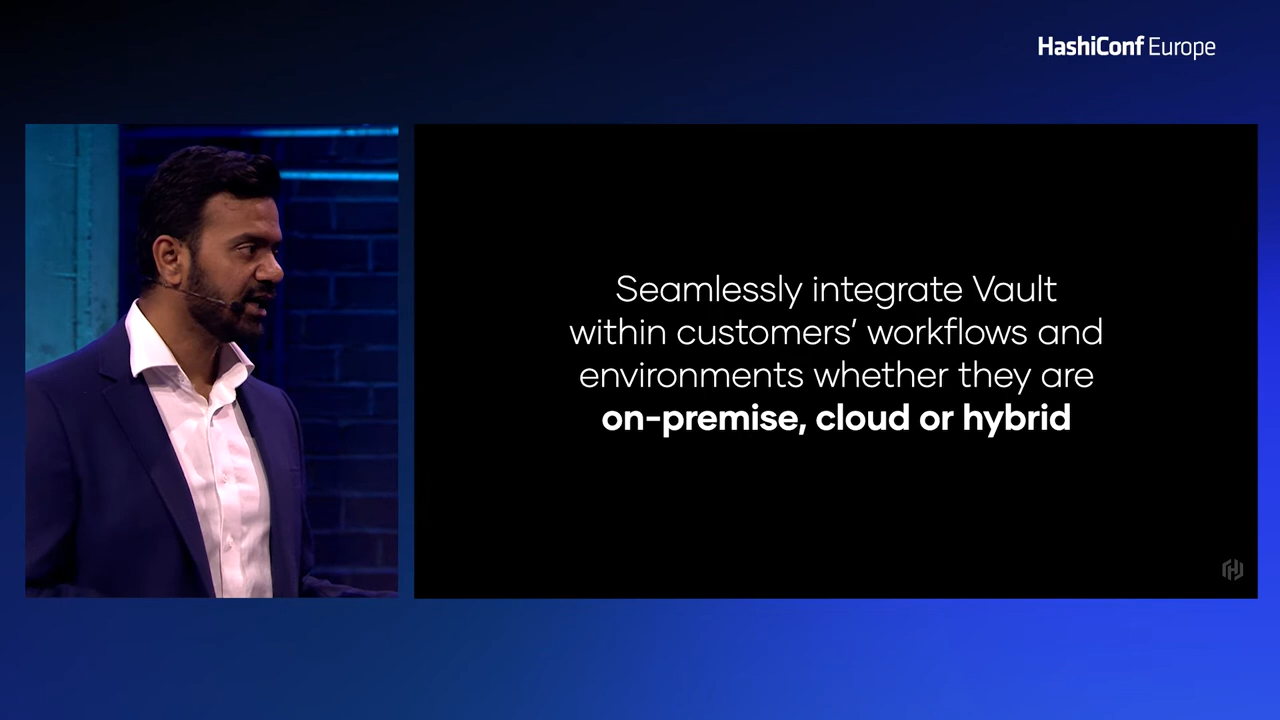 HashiConf Europe
Seamlessly integrate Vault
within customers’ workflows and
environments whether they are
on-premise, cloud or hybrid